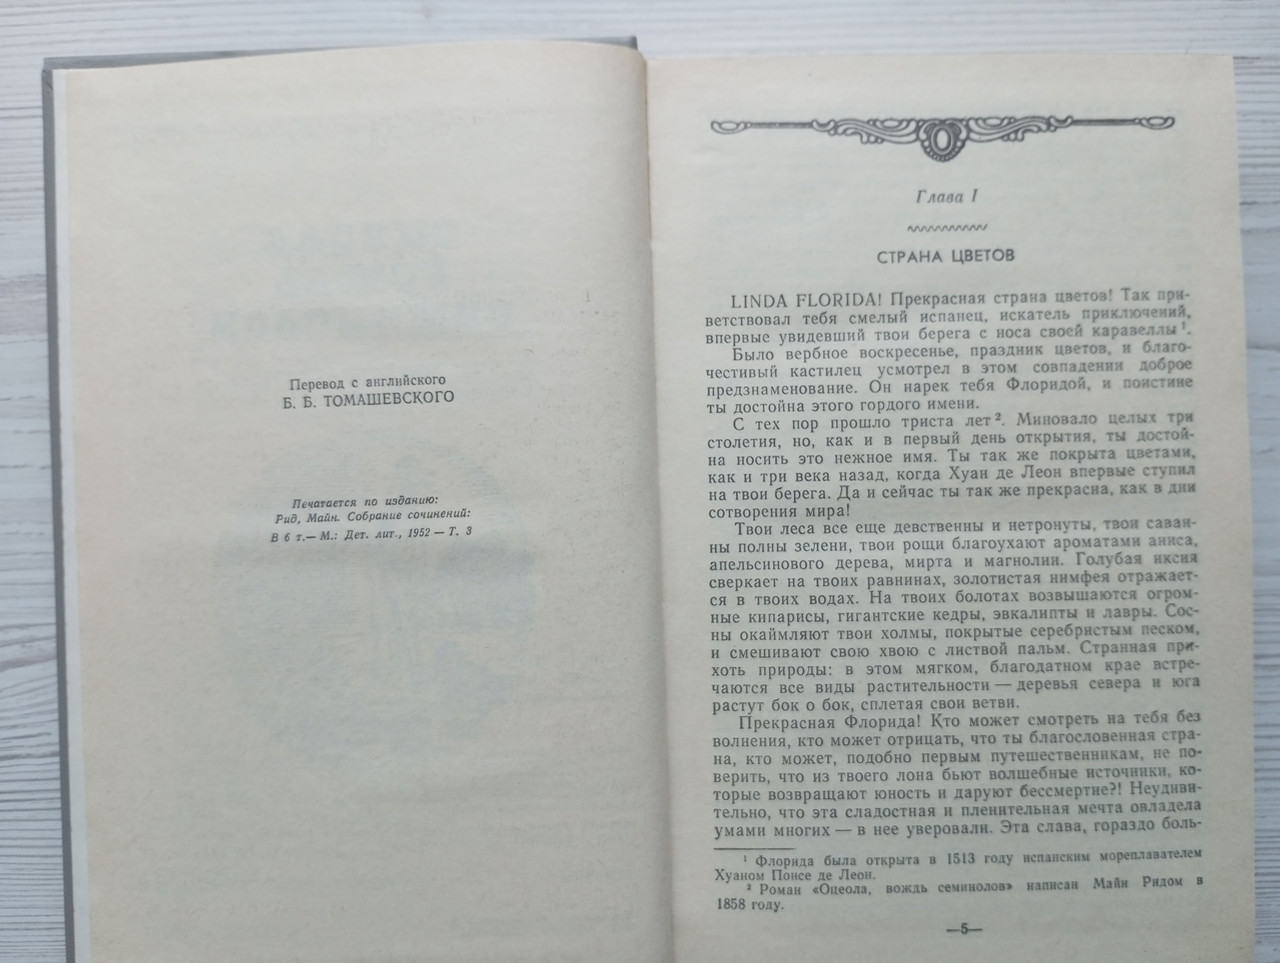 Перевод с английского
Б. Б. ТОМАШЕВСКОГО
Печатается по изданию:
Рид, Майн. Собрание сочинений:
В 6 т.— М.: Дет. лит., 1952 — Т. 3
Глава I
СТРАНА ЦВЕТОВ
LINDA FLORIDA! Прекрасная страна цветов! Так при-
ветствовал тебя смелый испанец, искатель приключений,
впервые увидевший твои берега с носа своей каравеллы¹.
Было вербное воскресенье, праздник цветов, и благо-
честивый кастилец усмотрел в этом совпадении доброе
предзнаменование. Он нарек тебя Флоридой, и поистине
ты достойна этого гордого имени.
С тех пор прошло триста лет². Миновало целых три
столетия, но, как и в первый день открытия, ты достой-
на носить это нежное имя. Ты так же покрыта цветами,
как и три века назад, когда Хуан де Леон впервые ступил
на твои берега. Да и сейчас ты так же прекрасна, как в дни
сотворения мира!
Твои леса все еще девственны и нетронуты, твои саван-
ны полны зелени, твои рощи благоухают ароматами аниса,
апельсинового дерева, мирта и магнолии. Голубая иксия
сверкает на твоих равнинах, золотистая нимфея отражает-
ся в твоих водах. На твоих болотах возвышаются огром-
ные кипарисы, гигантские кедры, эвкалипты и лавры. Сос-
ны окаймляют твои холмы, покрытые серебристым песком,
и смешивают свою хвою с листвой пальм. Странная при-
хоть природы: в этом мягком, благодатном крае встре-
чаются все виды растительности — деревья севера и юга
растут бок о бок, сплетая свои ветви.
Прекрасная Флорида! Кто может смотреть на тебя без
волнения, кто может отрицать, что ты благословенная стра-
на, кто может, подобно первым путешественникам, не по-
верить, что из твоего лона бьют волшебные источники, ко-
торые возвращают юность и даруют бессмертие?! Неудиви-
тельно, что эта сладостная и пленительная мечта овладела
умами многих — в нее уверовали. Эта слава, гораздо боль-
¹ Флорида была открыта в 1513 году испанским мореплавателем
Хуаном Понсе де Леон.
² Роман «Оцеола, вождь семинолов» написан Майн Ридом в
1858 году.
—5—